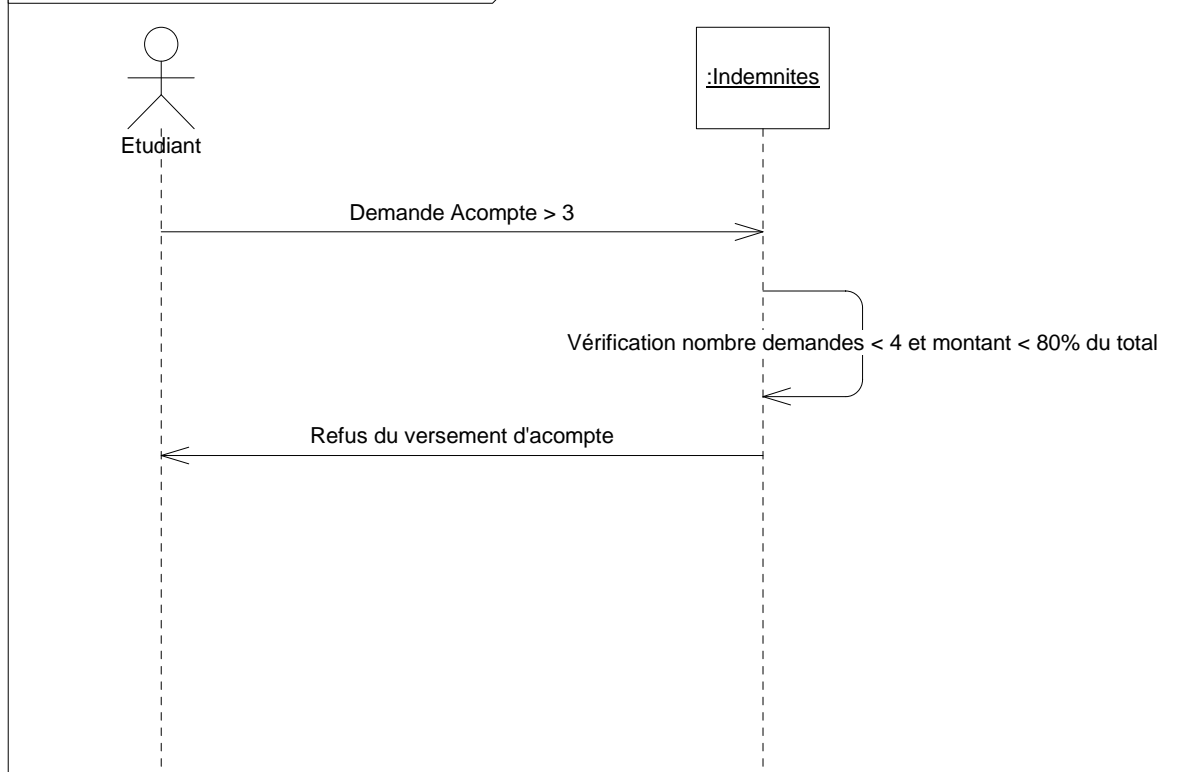 :Indemnites
Etudiant
Demande Acompte > 3
Vérification nombre demandes < 4 et montant < 80% du total
Refus du versement d'acompte